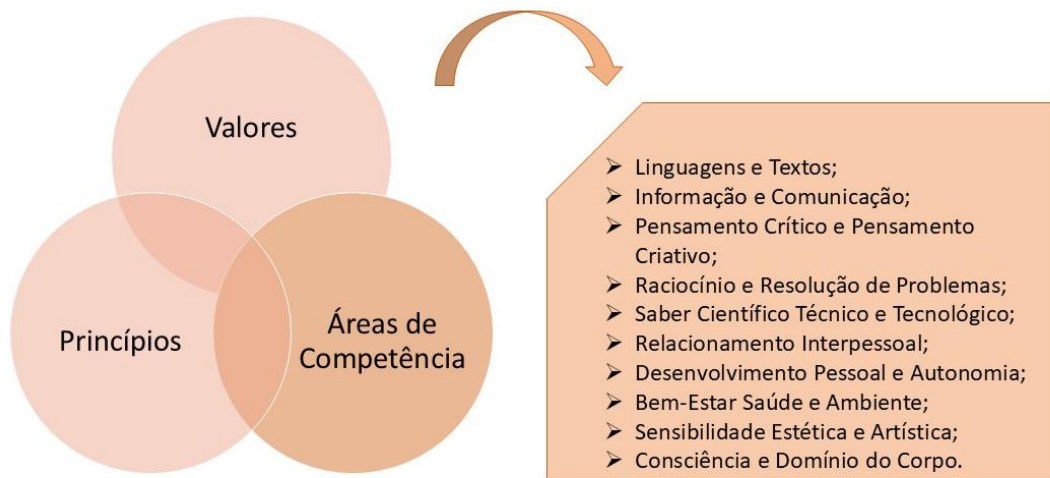 Valores
Princípios
Áreas de
Competência
➢ Linguagens e Textos;
➢ Informação e Comunicação;
➢ Pensamento Crítico e Pensamento
Criativo;
➢ Raciocínio e Resolução de Problemas;
➢ Saber Científico Técnico e Tecnológico;
➢ Relacionamento Interpessoal;
➢ Desenvolvimento Pessoal e Autonomia;
➢ Bem-Estar Saúde e Ambiente;
➢ Sensibilidade Estética e Artística;
➢ Consciência e Domínio do Corpo.